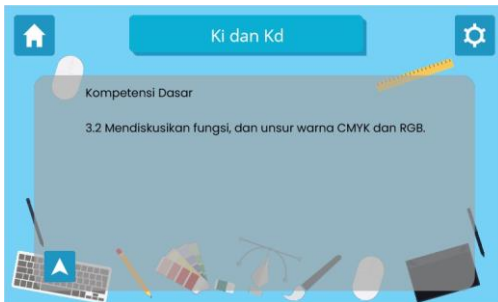 Ki dan Kd
Kompetensi Dasar
3.2 Mendiskusikan fungsi, dan unsur warna CMYK dan RGB.